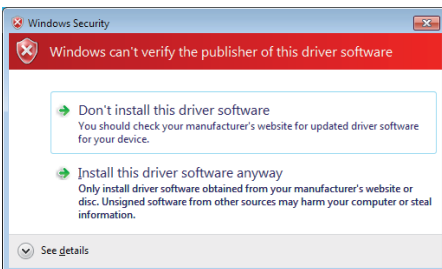 Windows Security
Windows can't verify the publisher of this driver software
Don't install this driver software
You should check your manufacturer's website for updated driver software
for your device.
Install this driver software anyway
Only install driver software obtained from your manufacturer's website or
disc. Unsigned software from other sources may harm your computer or steal
information.
See details